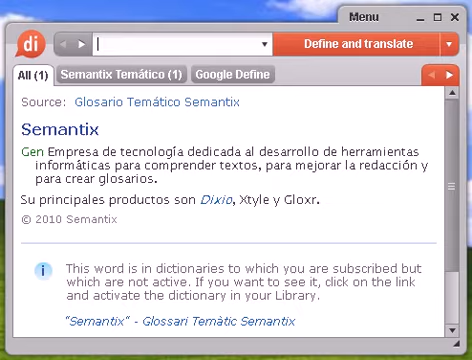 Menu
di
Define and translate
All (1) Semantix Temático (1) Google Define
Source: Glosario Temático Semantix
Semantix
Gen Empresa de tecnología dedicada al desarrollo de herramientas
informáticas para comprender textos, para mejorar la redacción y
para crear glosarios.
Su principales productos son Dixio, Xtyle y Gloxr.
© 2010 Semantix
i
This word is in dictionaries to which you are subscribed but
which are not active. If you want to see it, click on the link
and activate the dictionary in your Library.
"Semantix" - Glossari Temàtic Semantix